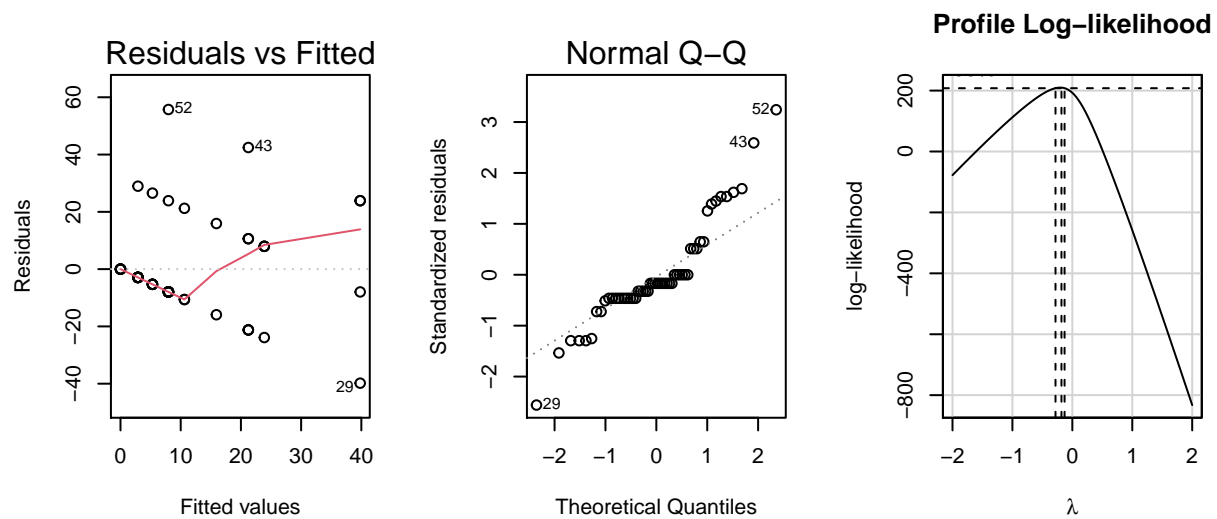 Residuals vs Fitted
Residuals
60
40
20
0
−20
−40
52
43
29
0 10 20 30 40
Fitted values
Normal Q−Q
Standardized residuals
3
2
1
0
−1
−2
52
43
29
−2 −1 0 1 2
Theoretical Quantiles
Profile Log−likelihood
log−likelihood
200
0
−400
−800
−2 −1 0 1 2
λ